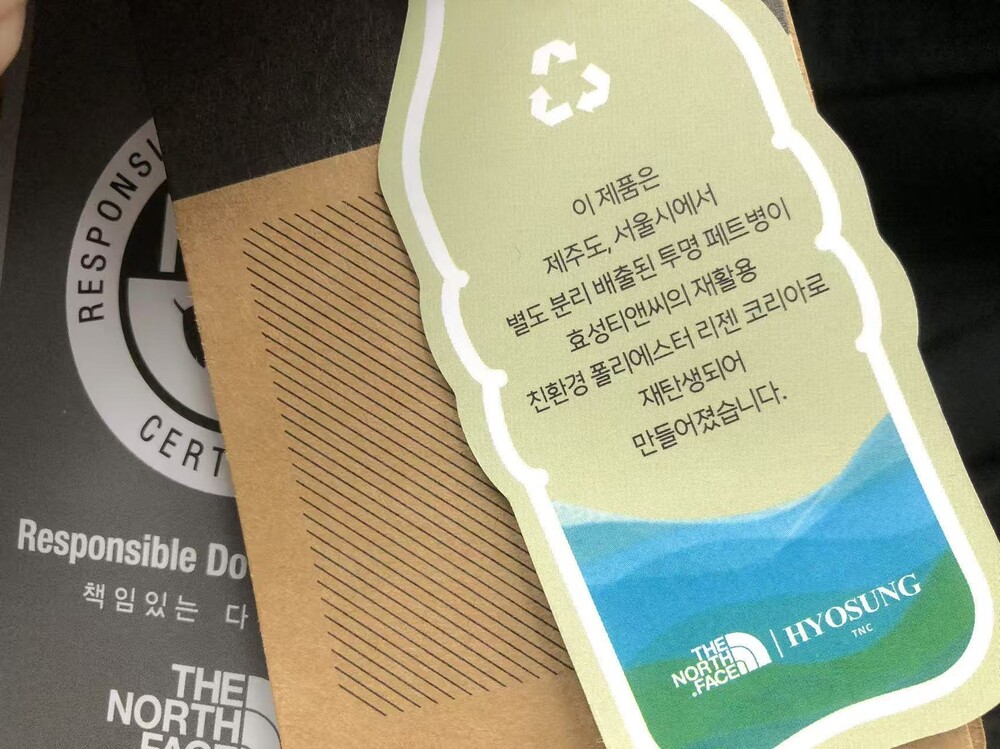 이 제품은
제주도, 서울시에서
별도 분리 배출된 투명 페트병이
효성티앤씨의 재활용
친환경 폴리에스터 리젠 코리아로
재탄생되어
만들어졌습니다.
THE
NORTH
FACE
HYOSUNG
TNC
RESPONSI
CERT
Responsible Do
책임있는 다
THE
NORTH
FACE